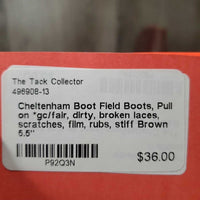 The Tack Collector
496908-13
Cheltenham Boot Field Boots, Pull
on *gc/fair, dirty, broken laces,
scratches, film, rubs, stiff Brown
5.5"
P92Q3N
$36.00